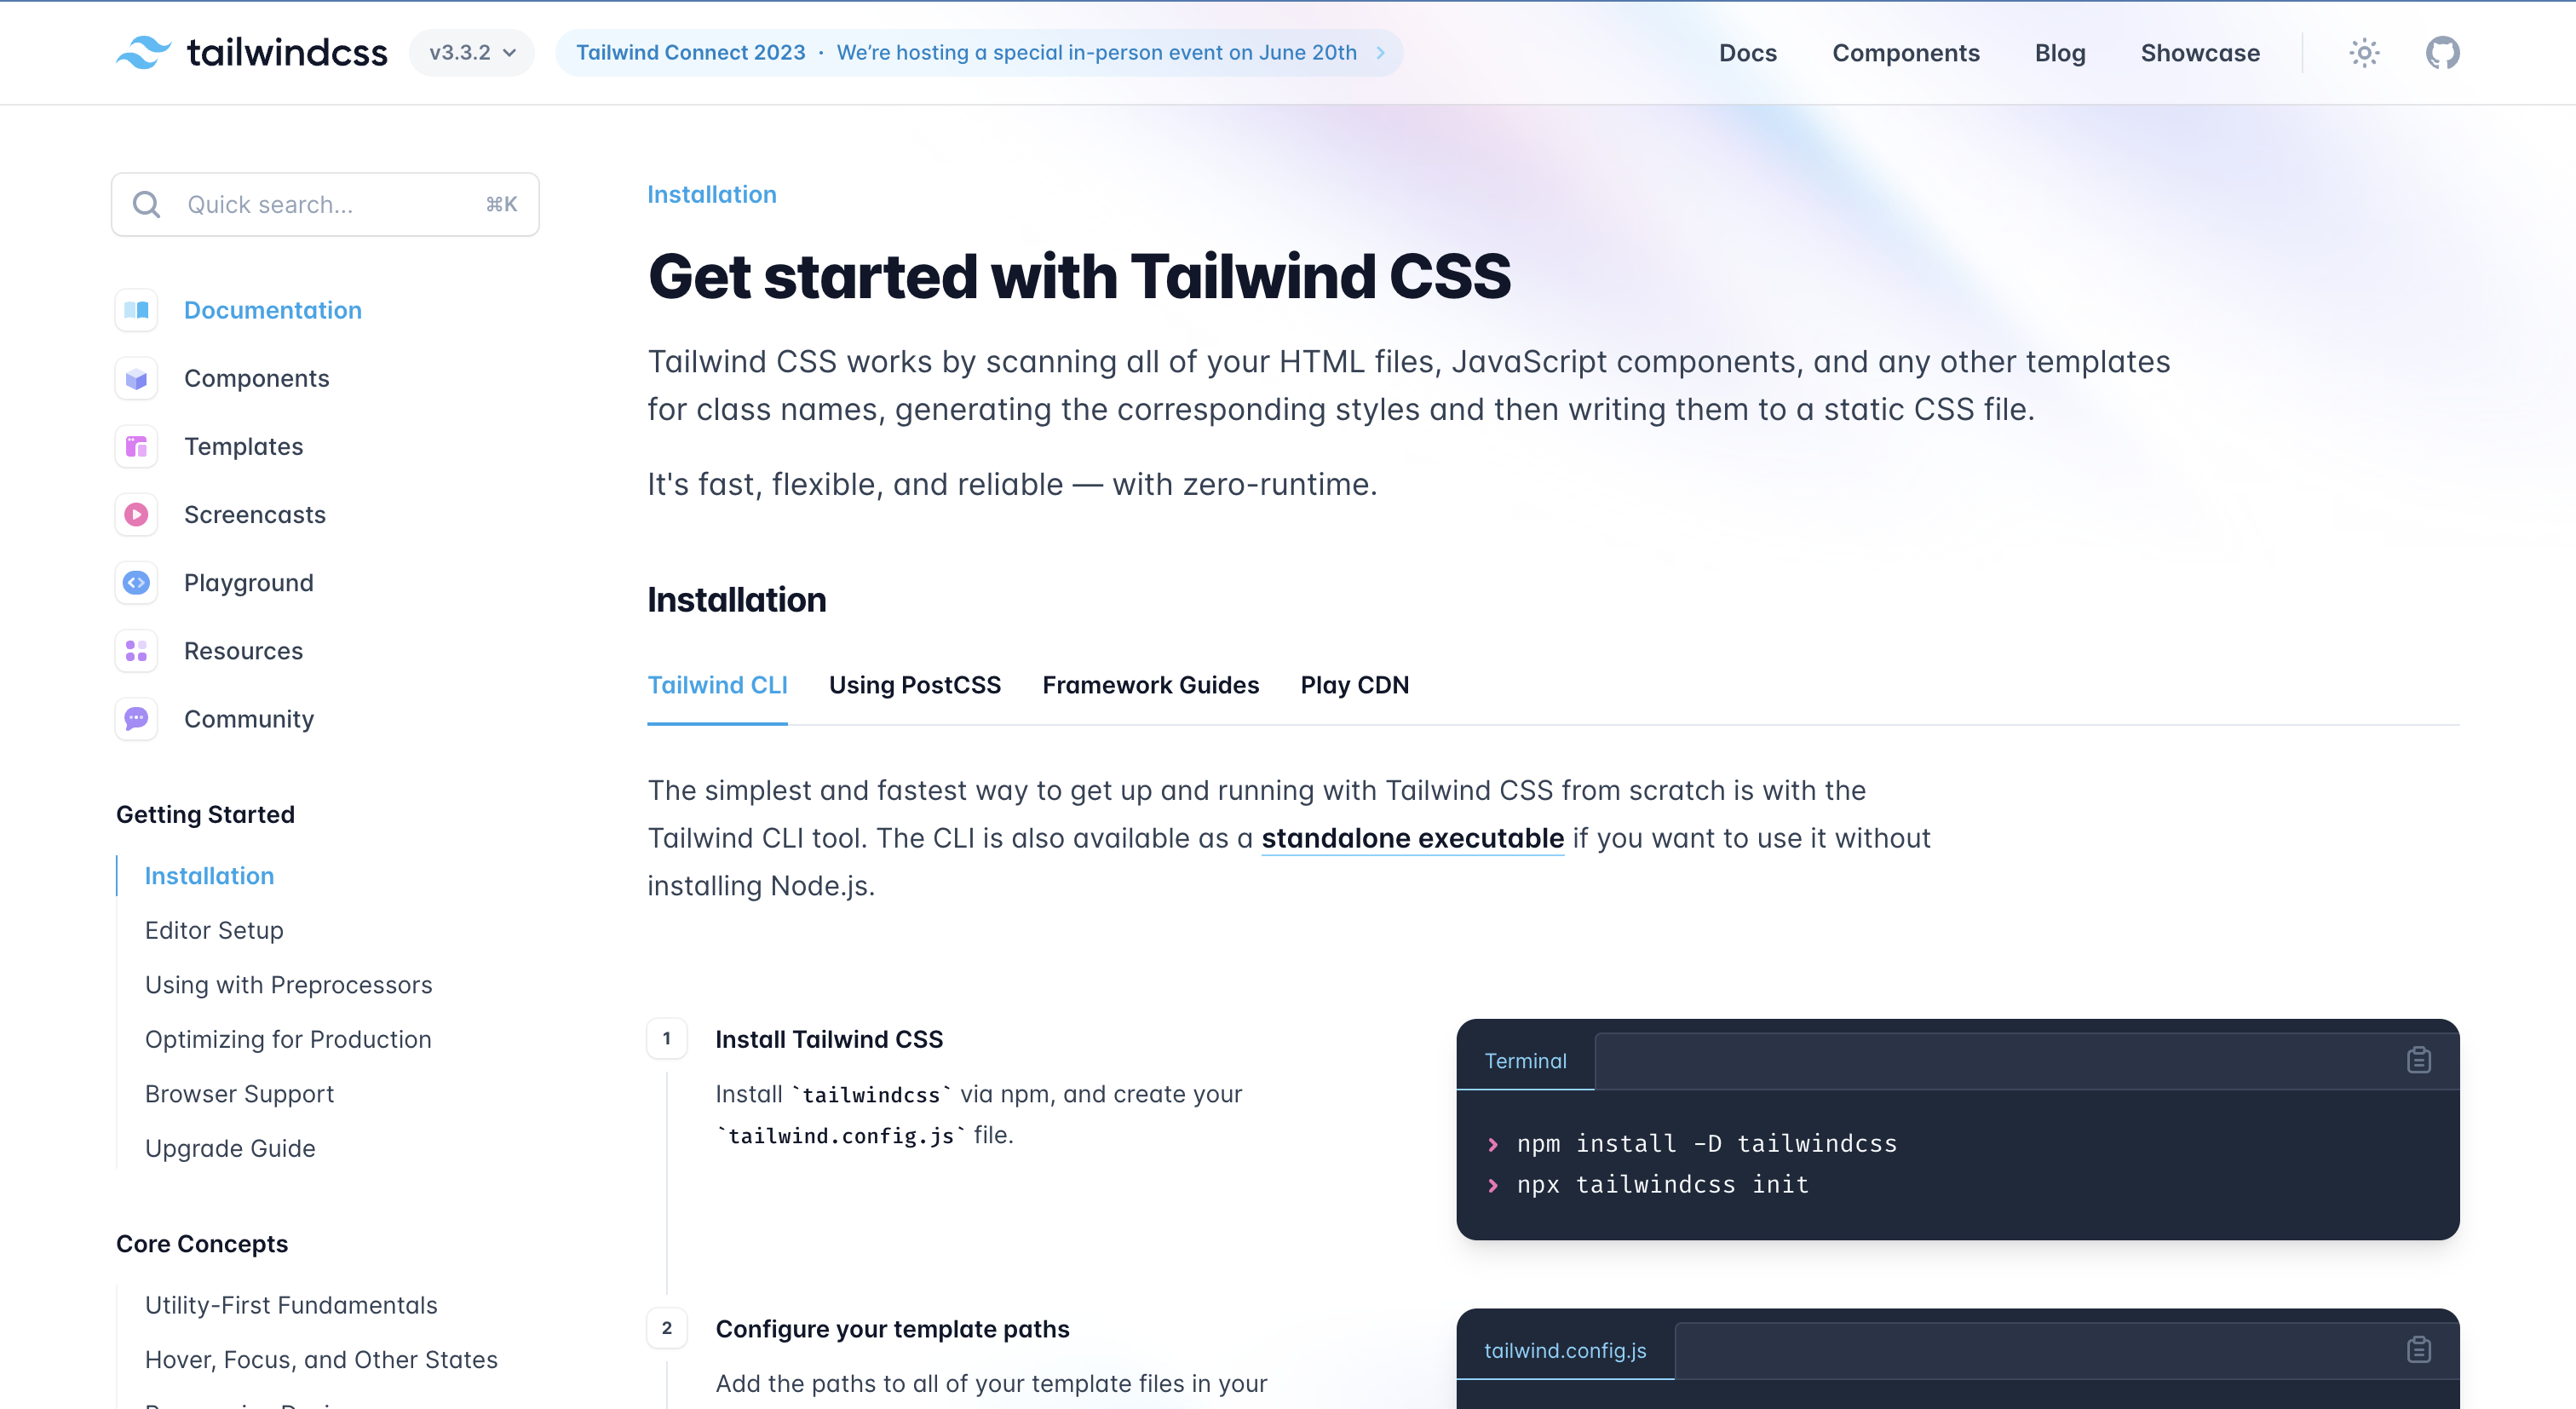 tailwindcss
v3.3.2
Tailwind Connect 2023 · We’re hosting a special in-person event on June 20th
Docs
Components
Blog
Showcase
Quick search...
⌘K
Documentation
Components
Templates
Screencasts
Playground
Resources
Community
Getting Started
Installation
Editor Setup
Using with Preprocessors
Optimizing for Production
Browser Support
Upgrade Guide
Core Concepts
Utility-First Fundamentals
Hover, Focus, and Other States
Installation
Get started with Tailwind CSS
Tailwind CSS works by scanning all of your HTML files, JavaScript components, and any other templates
for class names, generating the corresponding styles and then writing them to a static CSS file.
It's fast, flexible, and reliable — with zero-runtime.
Installation
Tailwind CLI
Using PostCSS
Framework Guides
Play CDN
The simplest and fastest way to get up and running with Tailwind CSS from scratch is with the
Tailwind CLI tool. The CLI is also available as a standalone executable if you want to use it without
installing Node.js.
1
Install Tailwind CSS
Install `tailwindcss` via npm, and create your
`tailwind.config.js` file.
Terminal
> npm install -D tailwindcss
> npx tailwindcss init
2
Configure your template paths
Add the paths to all of your template files in your
tailwind.config.js